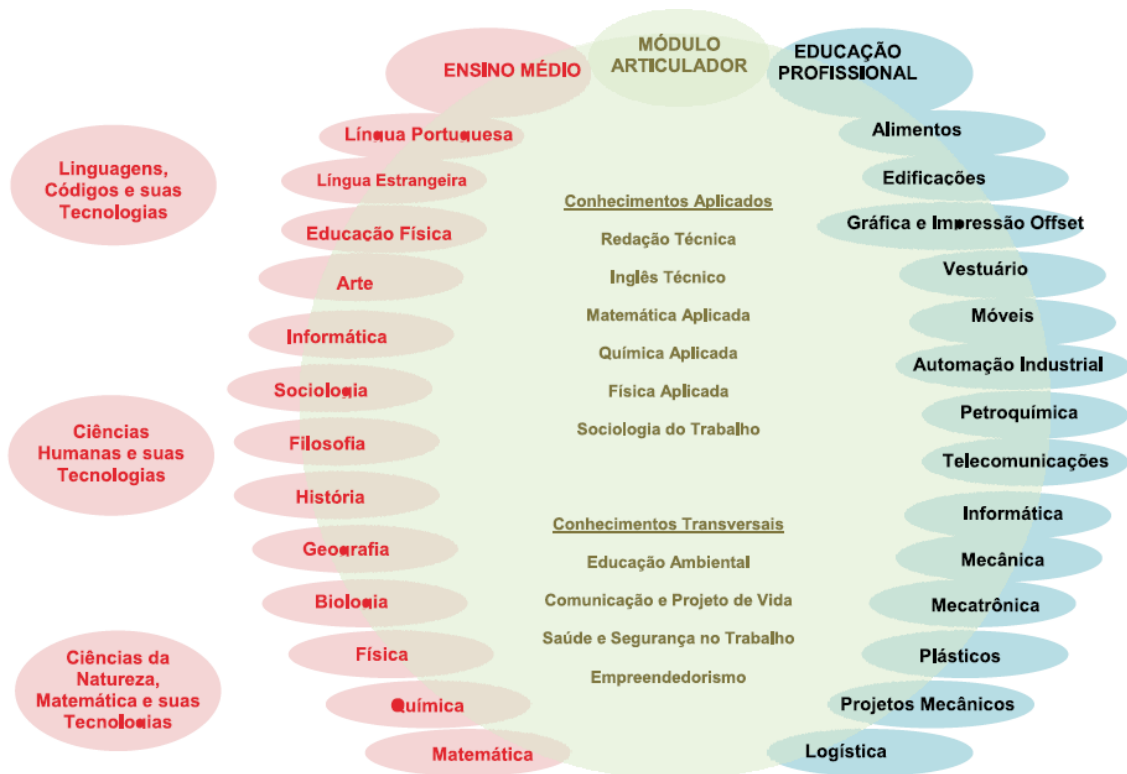 ENSINO MÉDIO
MÓDULO
ARTICULADOR
EDUCAÇÃO
PROFISSIONAL
Linguagens,
Códigos e suas
Tecnologias
Ciências
Humanas e suas
Tecnologias
Ciências da
Natureza,
Matemática e suas
Tecnologias
Língua Portuguesa
Língua Estrangeira
Educação Física
Arte
Informática
Sociologia
Filosofia
História
Geografia
Biologia
Física
Química
Matemática
Conhecimentos Aplicados
Redação Técnica
Inglês Técnico
Matemática Aplicada
Química Aplicada
Física Aplicada
Sociologia do Trabalho
Conhecimentos Transversais
Educação Ambiental
Comunicação e Projeto de Vida
Saúde e Segurança no Trabalho
Empreendedorismo
Alimentos
Edificações
Gráfica e Impressão Offset
Vestuário
Móveis
Automação Industrial
Petroquímica
Telecomunicações
Informática
Mecânica
Mecatrônica
Plásticos
Projetos Mecânicos
Logística